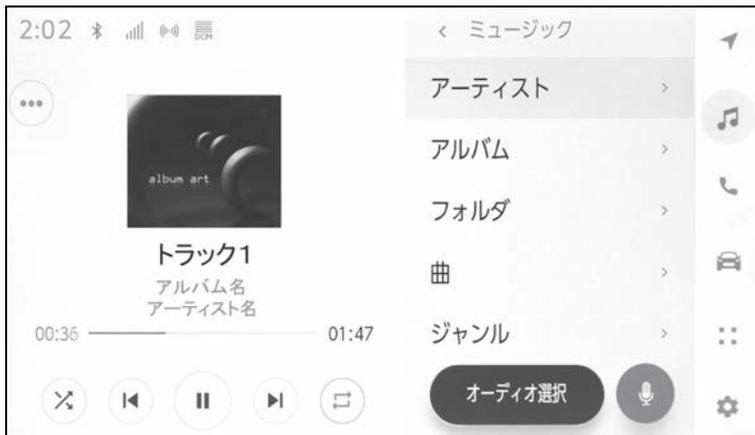 2:02
DCM
album art
トラック1
アルバム名
アーティスト名
00:36
01:47
ミュージック
アーティスト
アルバム
フォルダ
曲
ジャンル
オーディオ選択